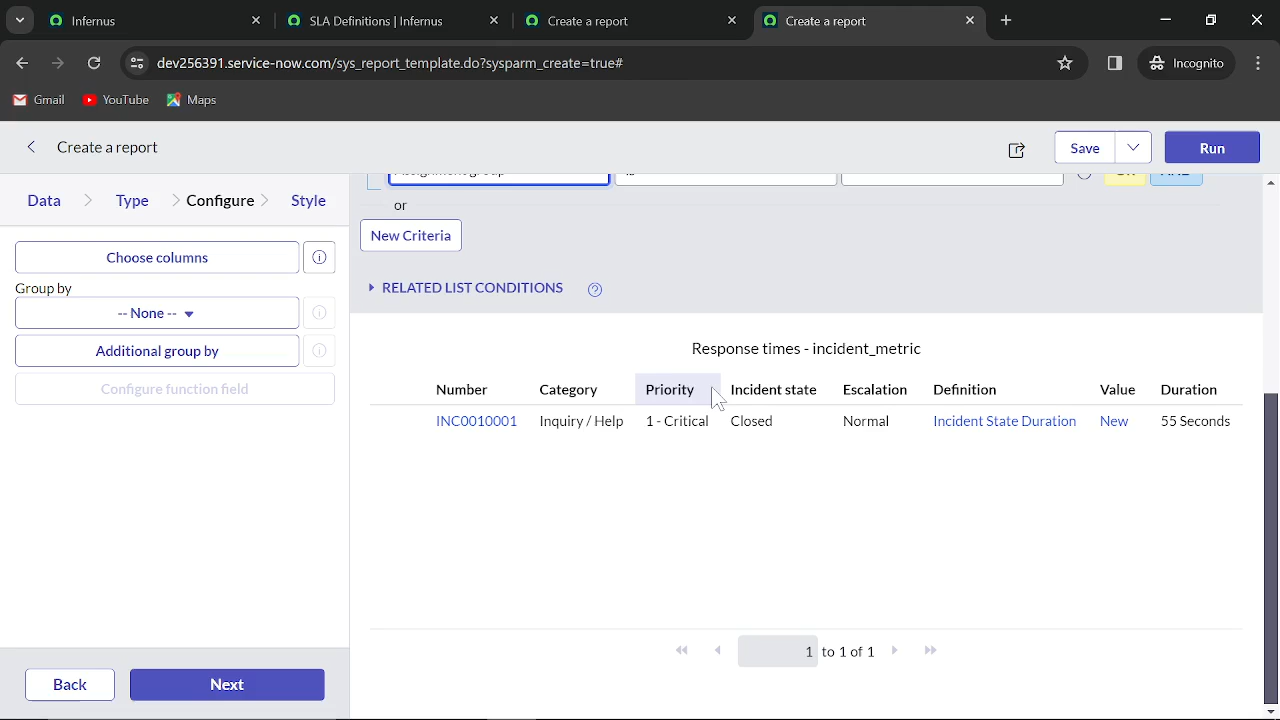 Infernus
SLA Definitions | Infernus
Create a report
Create a report
dev256391.service-now.com/sys_report_template.do?sysparm_create=true#
Incognito
Gmail
YouTube
Maps
Create a report
Save
Run
Data
Type
Configure
Style
or
New Criteria
Choose columns
RELATED LIST CONDITIONS
Group by
-- None --
Additional group by
Configure function field
Response times - incident_metric
Number Category Priority Incident state Escalation Definition Value Duration
INC0010001 Inquiry / Help 1 - Critical Closed Normal Incident State Duration New 55 Seconds
1 to 1 of 1
Back
Next